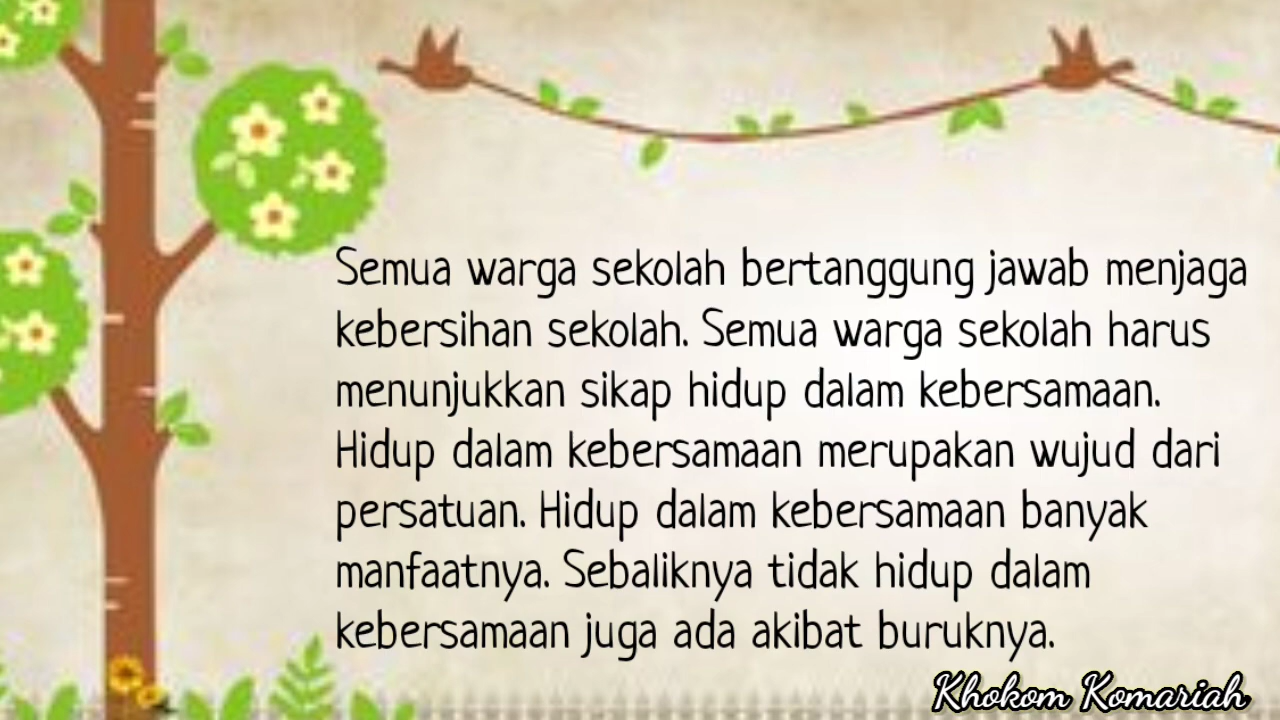 Semua warga sekolah bertanggung jawab menjaga
kebersihan sekolah. Semua warga sekolah harus
menunjukkan sikap hidup dalam kebersamaan.
Hidup dalam kebersamaan merupakan wujud dari
persatuan. Hidup dalam kebersamaan banyak
manfaatnya. Sebaliknya tidak hidup dalam
kebersamaan juga ada akibat buruknya.
Khokom Komariah